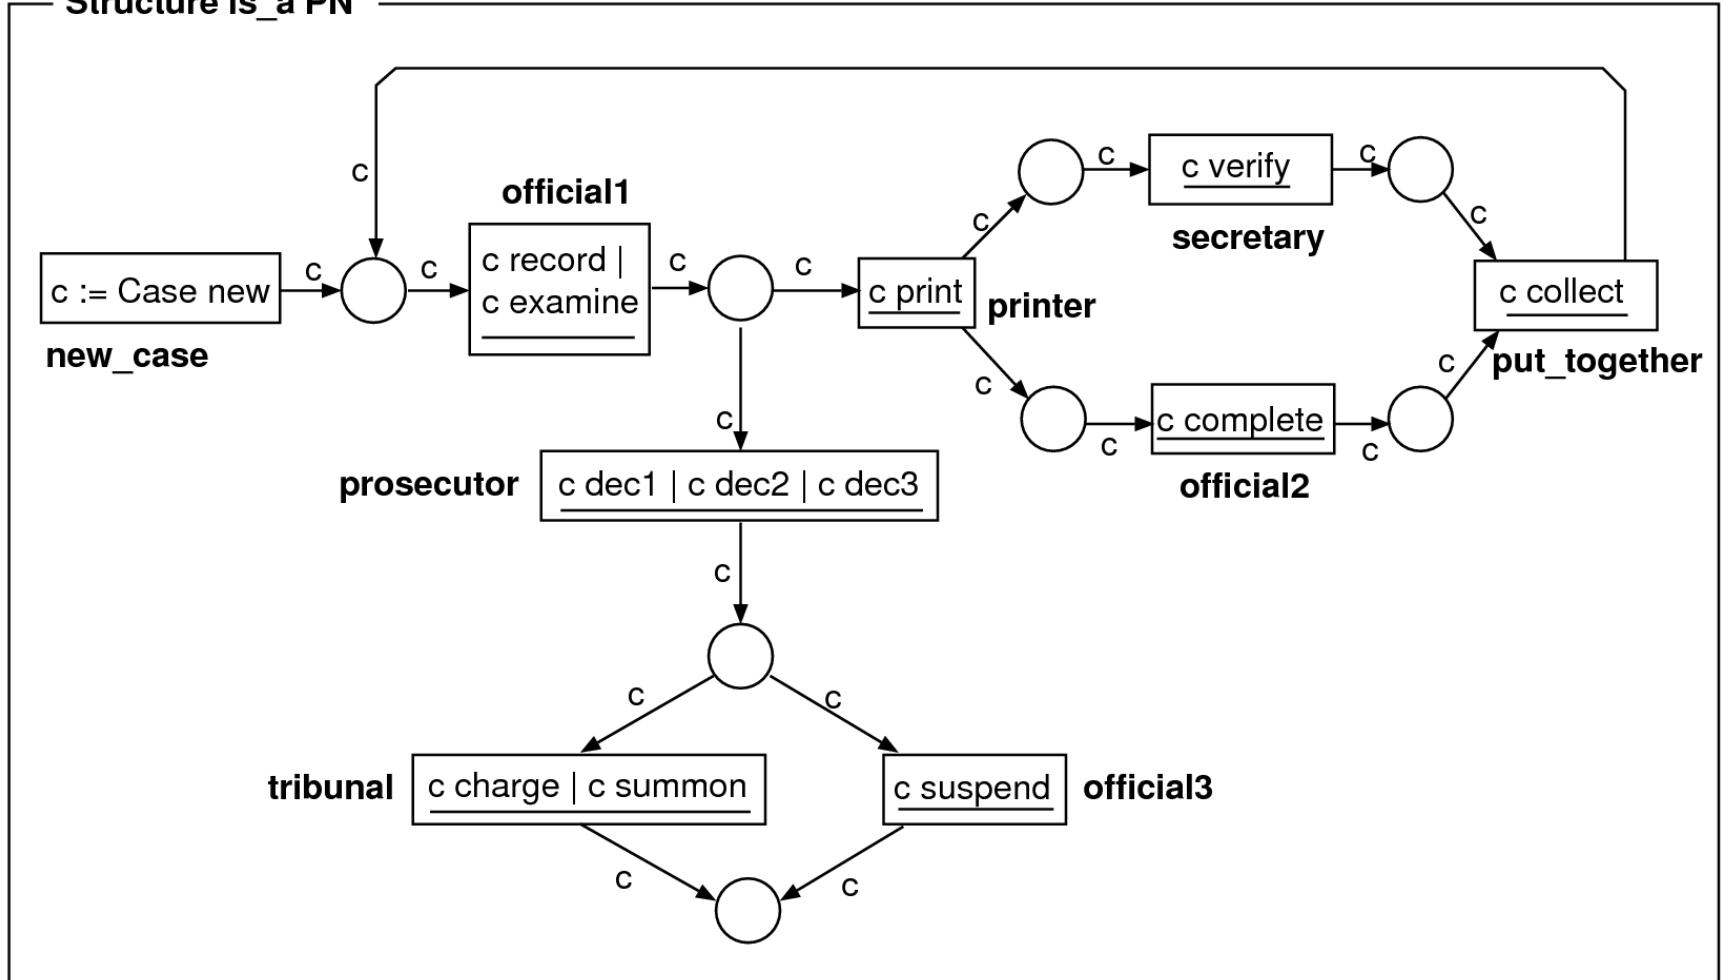 Structure is_a PN
c
c
c
c
official1
c verify
c
c
secretary
c := Case new
c
c
c record |
c examine
c
c
c print
printer
c collect
new_case
put_together
c
c
c
c complete
c
c
official2
prosecutor
c dec1 | c dec2 | c dec3
c
c
c
tribunal
c charge | c summon
c suspend
official3
c
c